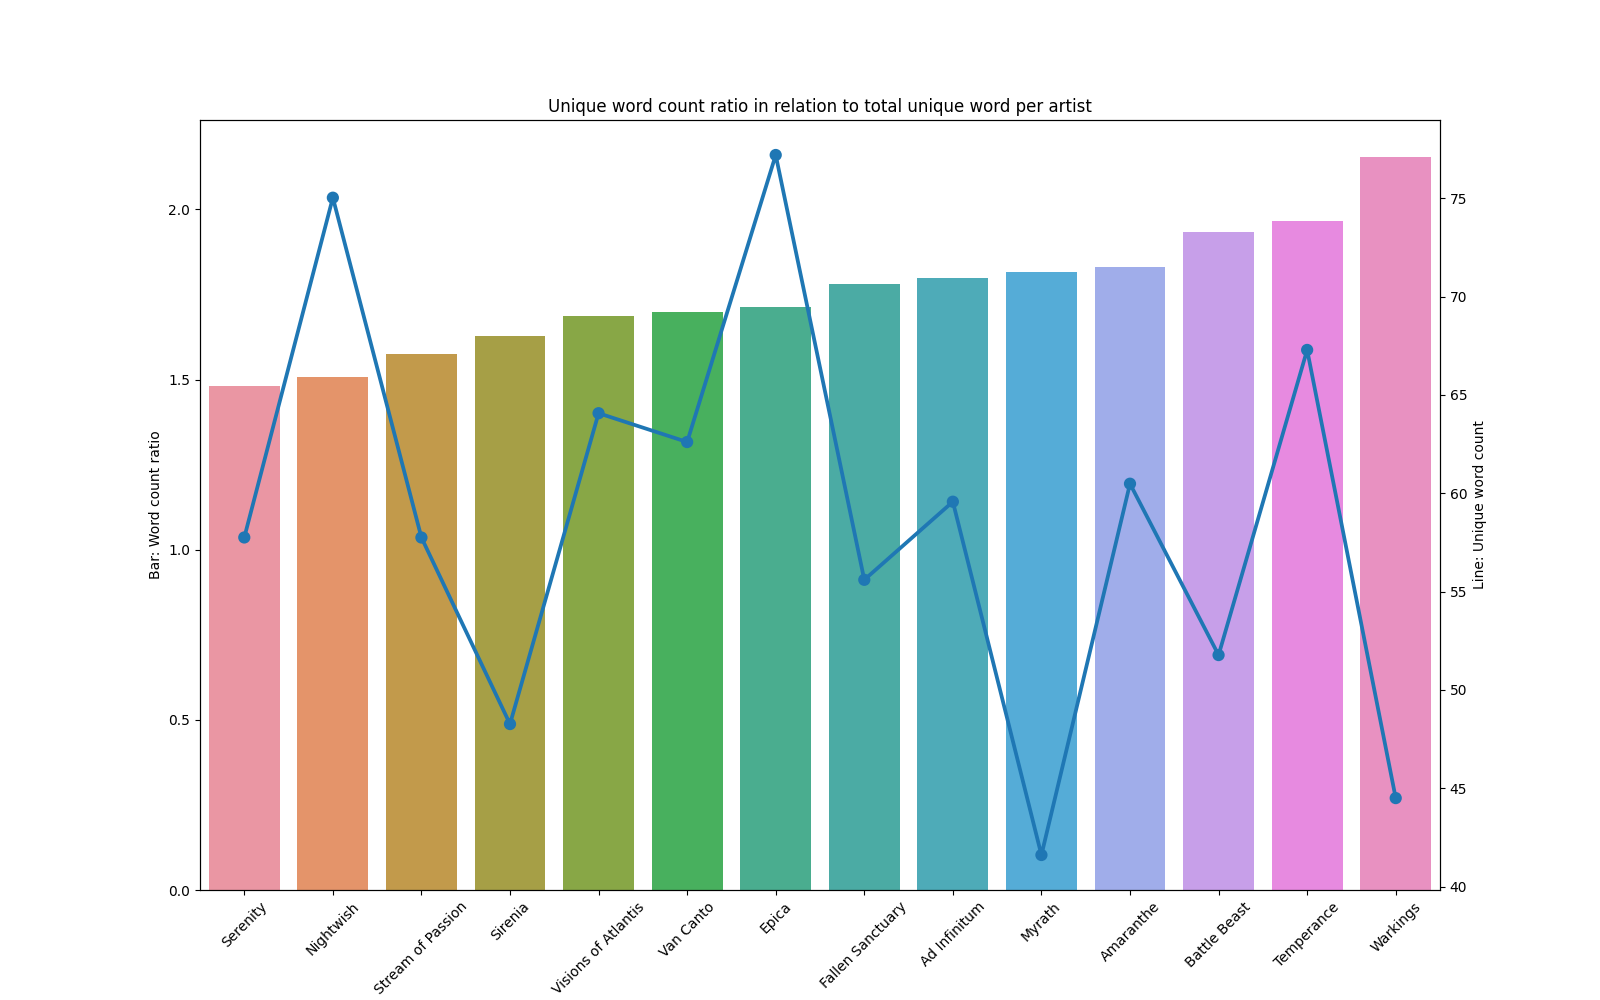 Unique word count ratio in relation to total unique word per artist
Bar: Word count ratio
2.0
1.5
1.0
0.5
0.0
75
70
65
60
55
50
45
40
Line: Unique word count
Serenity
Nightwish
Stream of Passion
Sirenia
Visions of Atlantis
Van Canto
Epica
Fallen Sanctuary
Ad Infinitum
Myrath
Amaranthe
Battle Beast
Temperance
Warkings